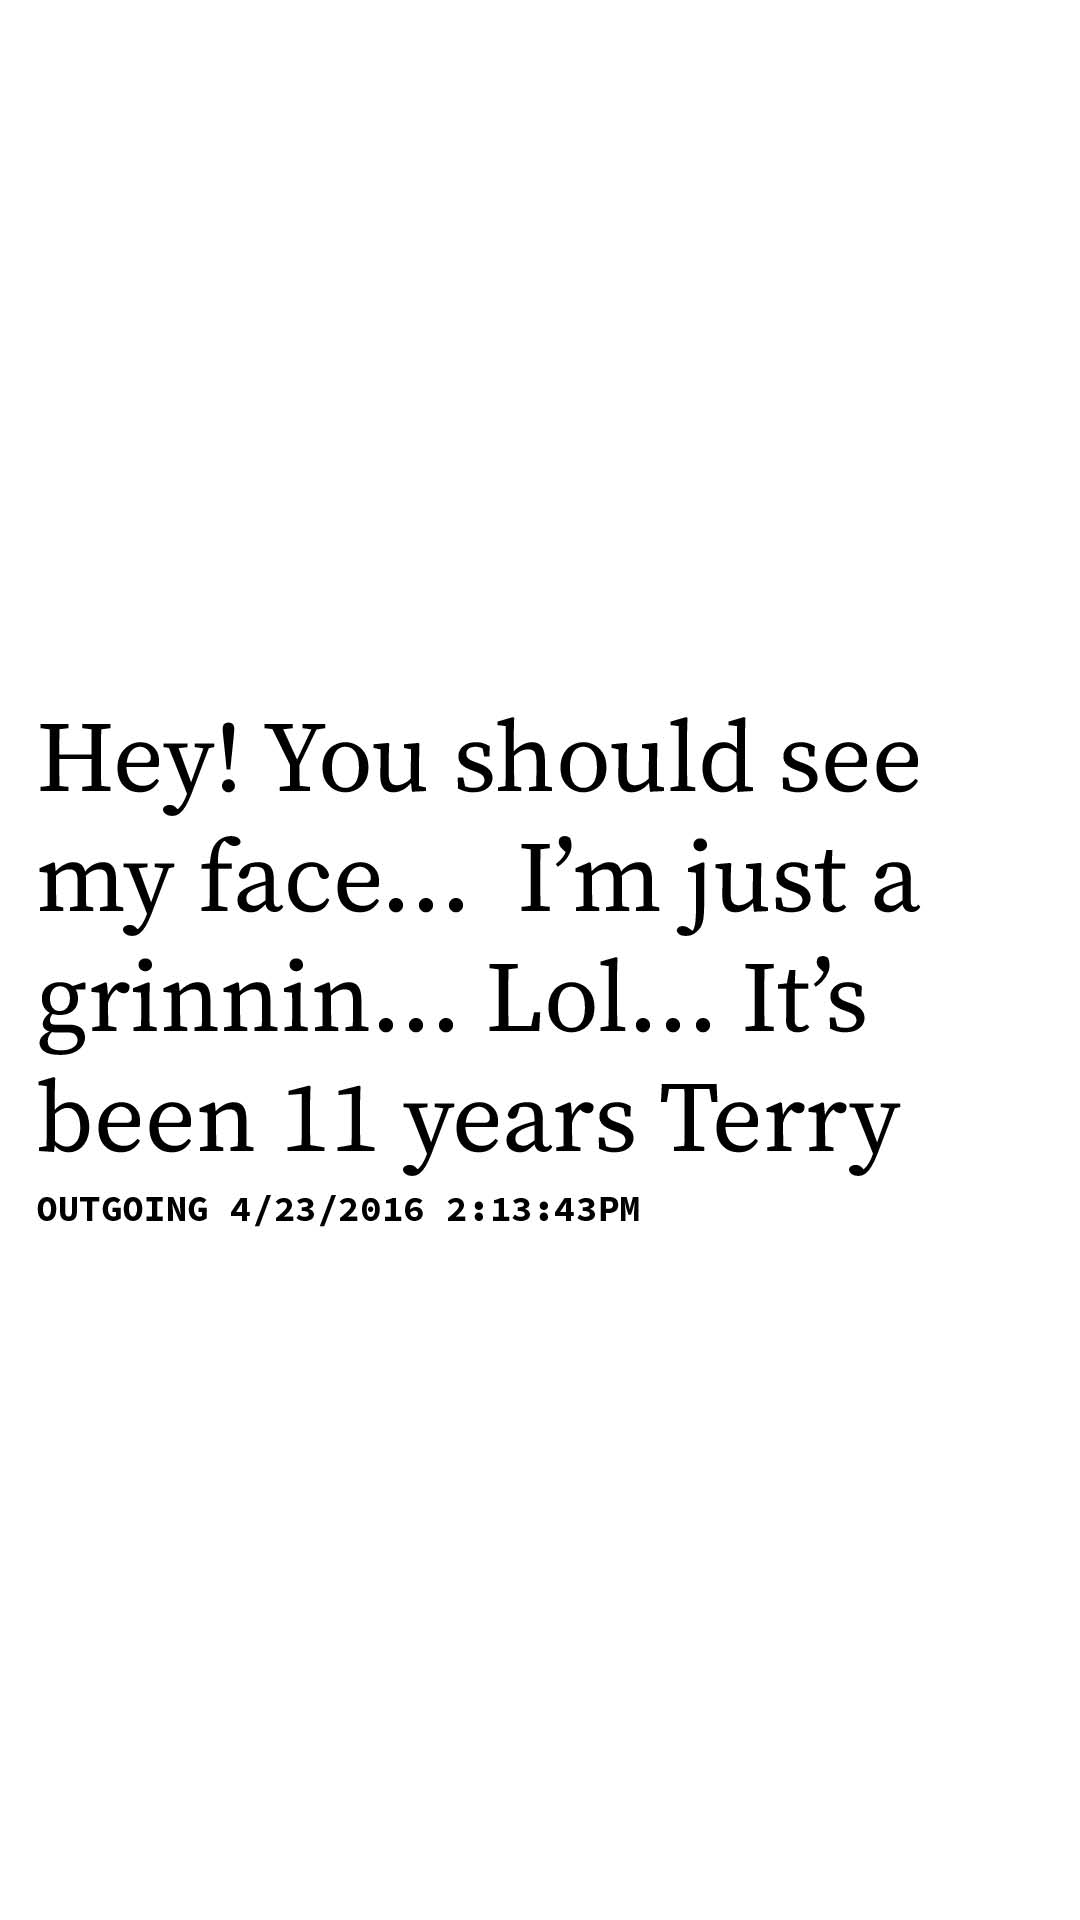 Hey! You should see
my face...  I’m just a
grinnin... Lol... It’s
been 11 years Terry
OUTGOING 4/23/2016 2:13:43PM